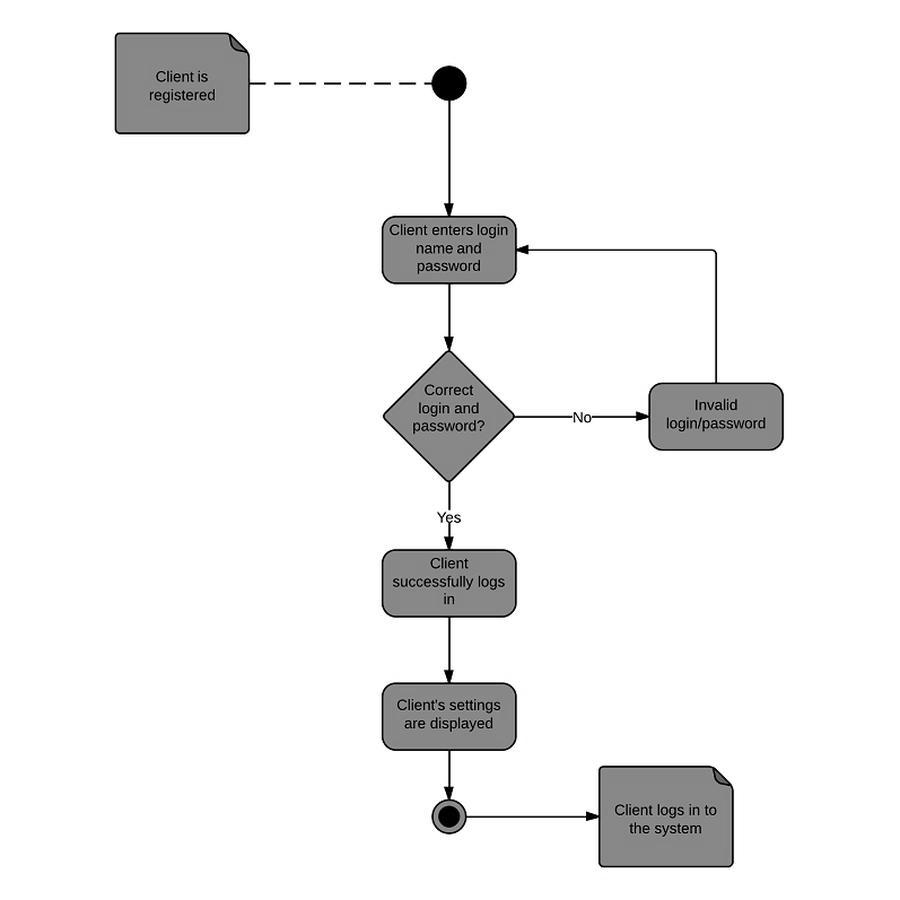 Client is
registered
Client enters login
name and
password
Correct
login and
password?
No
Invalid
login/password
Yes
Client
successfully logs
in
Client's settings
are displayed
Client logs in to
the system